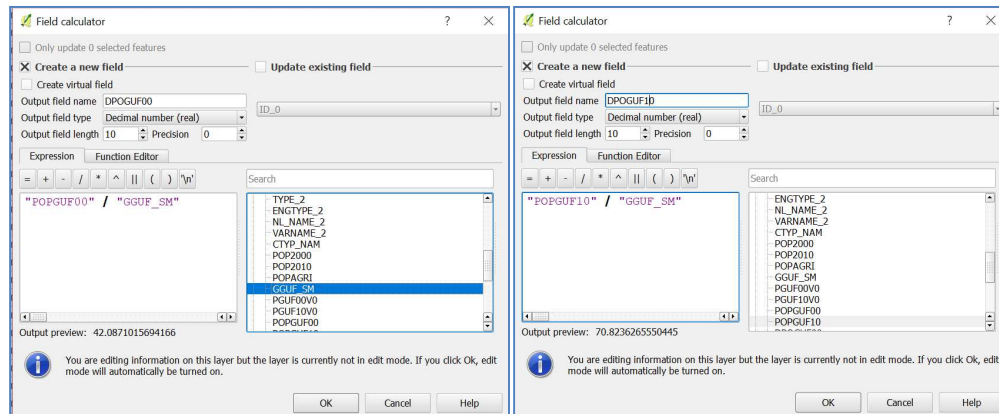 Field calculator ? ×
Only update 0 selected features
Create a new field
Update existing field
Create virtual field
Output field name DPOGUF00
ID_0
Output field type Decimal number (real)
Output field length 10 Precision 0
Expression Function Editor
= + - / * ^ || ( ) '\n'
Search
"POPGUF00" / "GGUF_SM"
TYPE_2
ENGTYPE_2
NL_NAME_2
VARNAME_2
CTYP_NAM
POP2000
POP2010
POPAGRI
GGUF_SM
PGUF00V0
PGUF10V0
POPGUF00
Output preview: 42.0871015694166
You are editing information on this layer but the layer is currently not in edit mode. If you click Ok, edit
mode will automatically be turned on.
OK Cancel Help
Field calculator ? ×
Only update 0 selected features
Create a new field
Update existing field
Create virtual field
Output field name DPOGUF10
ID_0
Output field type Decimal number (real)
Output field length 10 Precision 0
Expression Function Editor
= + - / * ^ || ( ) '\n'
Search
"POPGUF10" / "GGUF_SM"
ENGTYPE_2
NL_NAME_2
VARNAME_2
CTYP_NAM
POP2000
POP2010
POPAGRI
GGUF_SM
PGUF00V0
PGUF10V0
POPGUF00
POPGUF10
Output preview: 70.8236265550445
You are editing information on this layer but the layer is currently not in edit mode. If you click Ok, edit
mode will automatically be turned on.
OK Cancel Help